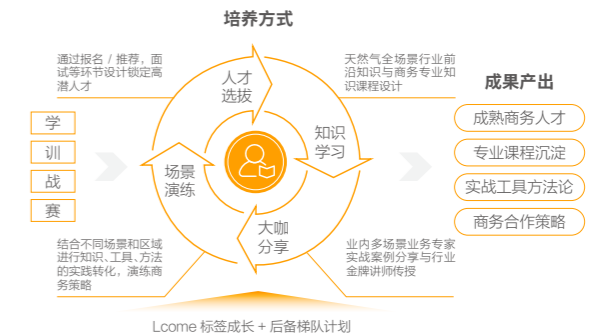 培养方式
通过报名 / 推荐，面
试等环节设计锁定高
潜人才
天然气全场景行业前
沿知识与商务专业知
识课程设计
人才
选拔
知识
学习
大咖
分享
场景
演练
学
训
战
赛
成果产出
成熟商务人才
专业课程沉淀
实战工具方法论
商务合作策略
结合不同场景和区域
进行知识、工具、方法
的实践转化，演练商
务策略
业内多场景业务专家
实战案例分享与行业
金牌讲师传授
Lcome 标签成长 + 后备梯队计划